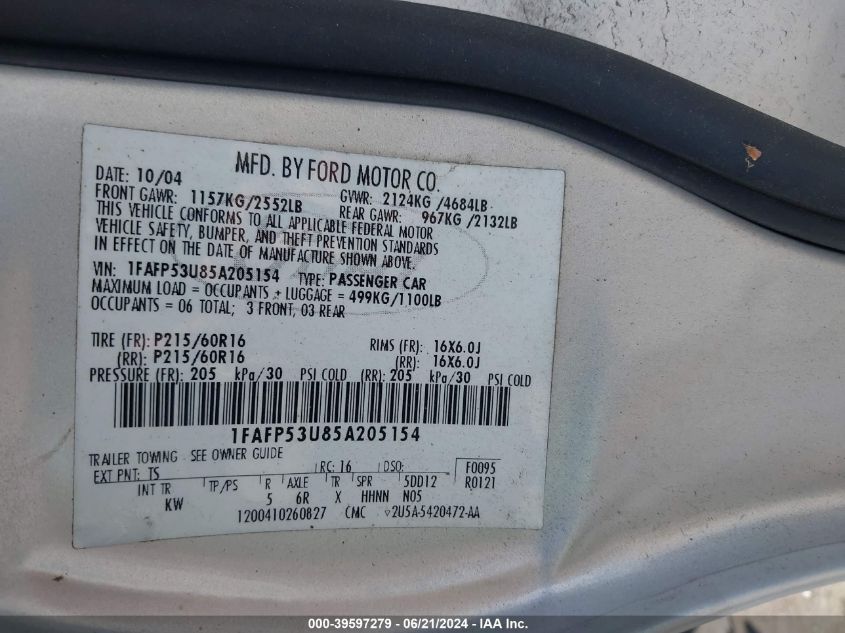 MFD. BY FORD MOTOR CO.
DATE: 10/04 GVWR: 2124KG /4684LB
FRONT GAWR: 1157KG/2552LB REAR GAWR: 967KG /2132LB
THIS VEHICLE CONFORMS TO ALL APPLICABLE FEDERAL MOTOR
VEHICLE SAFETY, BUMPER, AND THEFT PREVENTION STANDARDS
IN EFFECT ON THE DATE OF MANUFACTURE SHOWN ABOVE.
VIN: 1FAFP53U85A205154 TYPE: PASSENGER CAR
MAXIMUM LOAD = OCCUPANTS + LUGGAGE = 499KG/1100LB
OCCUPANTS = 06 TOTAL; 3 FRONT, 03 REAR
TIRE (FR): P215/60R16 RIMS (FR): 16X6.0J
(RR): P215/60R16 (RR): 16X6.0J
PRESSURE (FR): 205 kPa/30 PSI COLD (RR): 205 kPa/30 PSI COLD
1FAFP53U85A205154
TRAILER TOWING - SEE OWNER GUIDE
EXT PNT: TS RC: 16 DSO: F0095
INT TR TP/PS R AXLE TR SPR 5DD12 R0121
KW 5 6R X HHNN N05
1200410260827 CMC ▽2U5A-5420472-AA
000-39597279 - 06/21/2024 - IAA Inc.